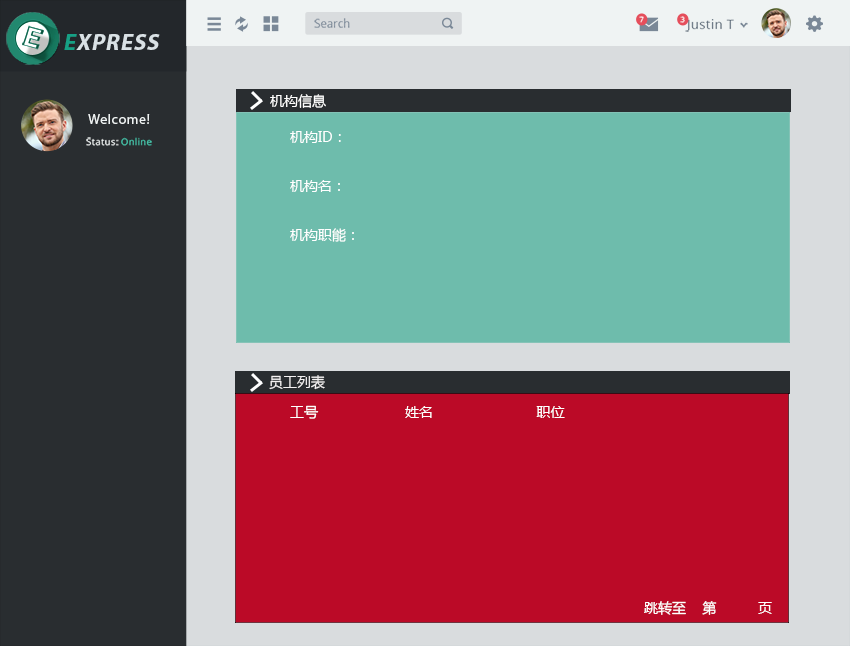 EXPRESS
Search
7
3
Justin T
Welcome!
Status: Online
机构信息
机构ID：
机构名：
机构职能：
员工列表
工号 姓名 职位
跳转至 第 页